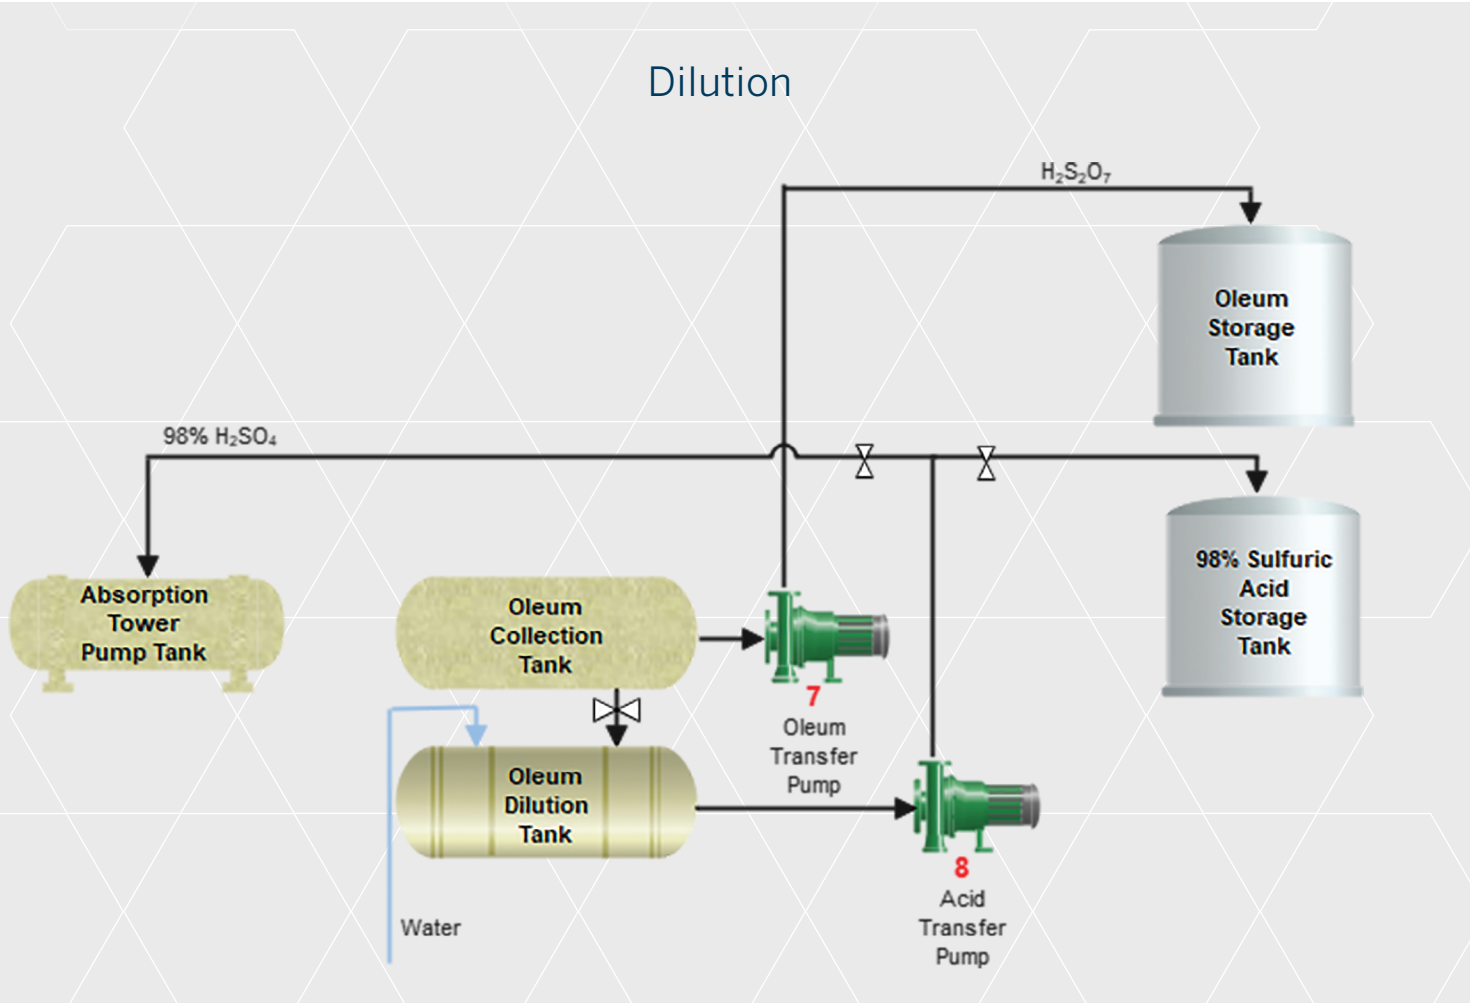 Dilution
H₂S₂O₇
Oleum
Storage
Tank
98% H₂SO₄
98% Sulfuric
Acid
Storage
Tank
Absorption
Tower
Pump Tank
Oleum
Collection
Tank
7
Oleum
Transfer
Pump
Oleum
Dilution
Tank
8
Acid
Transfer
Pump
Water